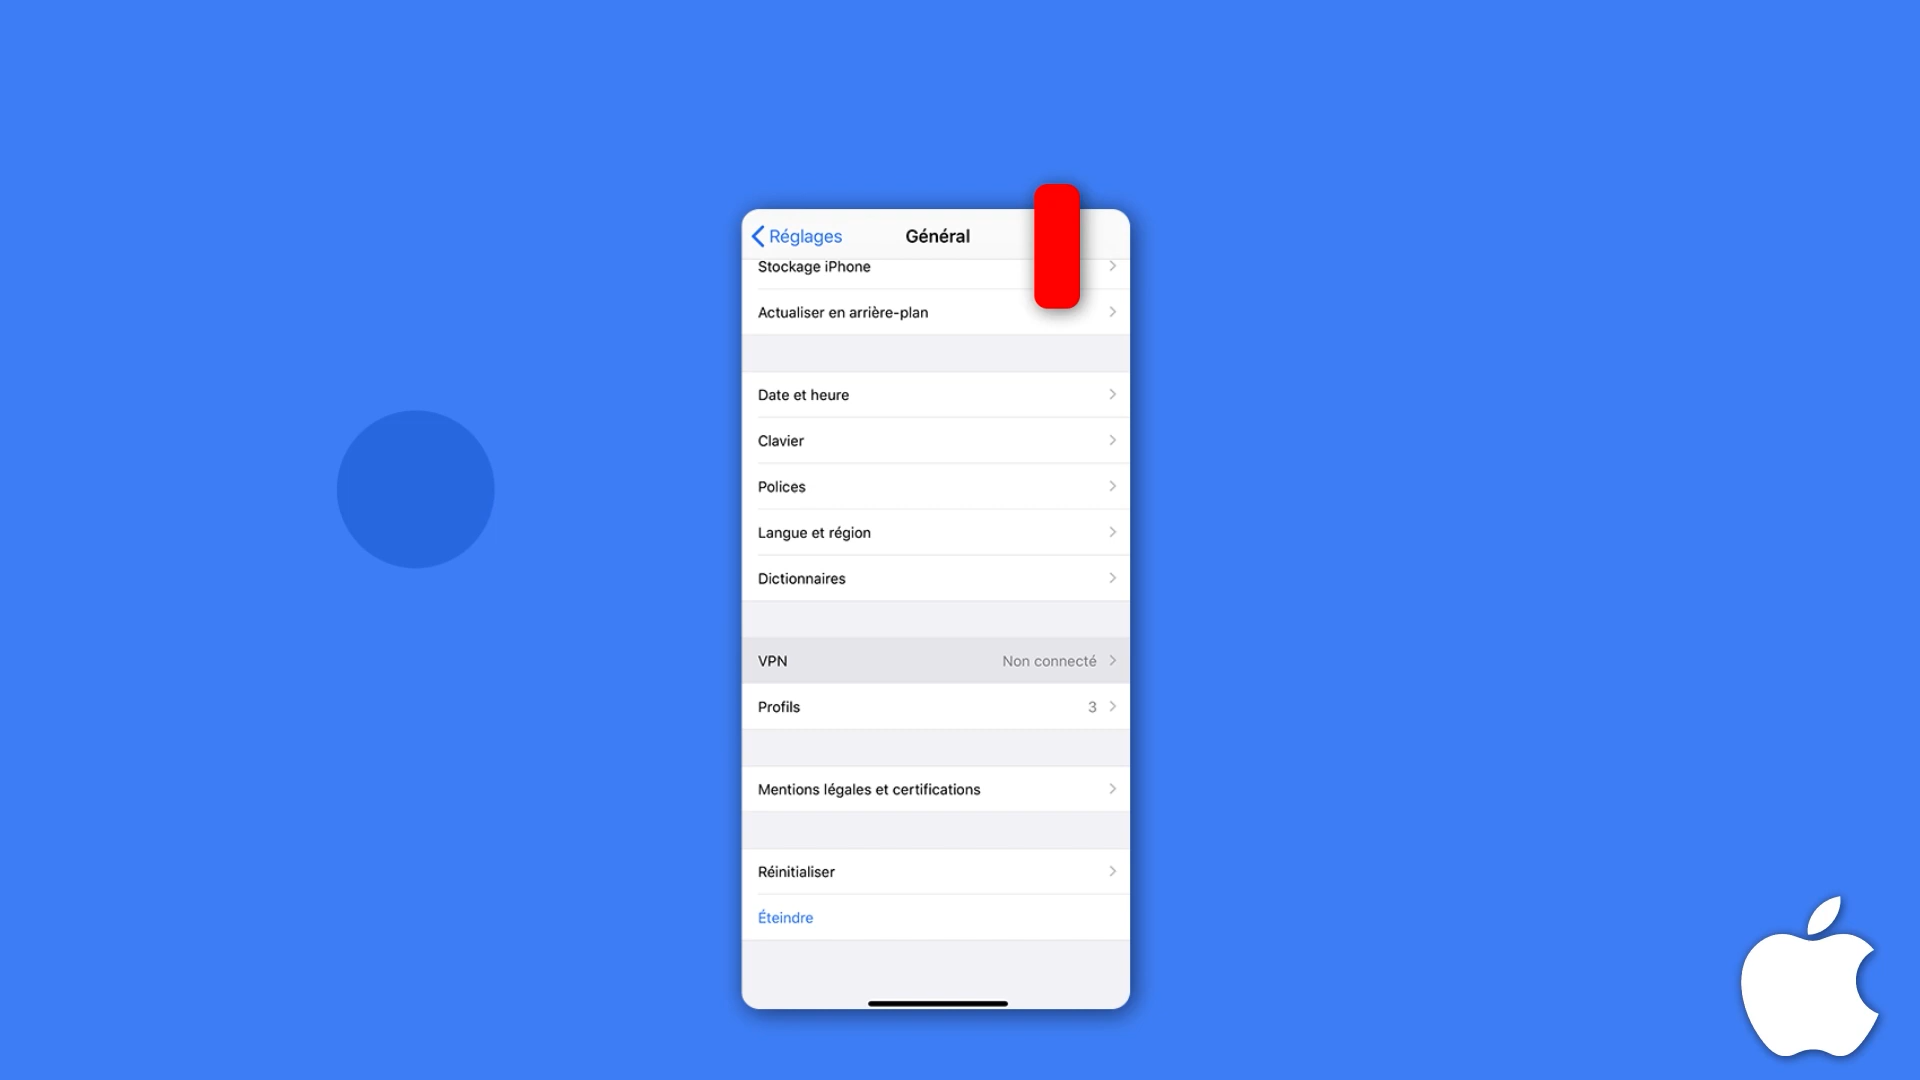 Réglages
Général
Stockage iPhone
Actualiser en arrière-plan
Date et heure
Clavier
Polices
Langue et région
Dictionnaires
VPN Non connecté
Profils 3
Mentions légales et certifications
Réinitialiser
Éteindre